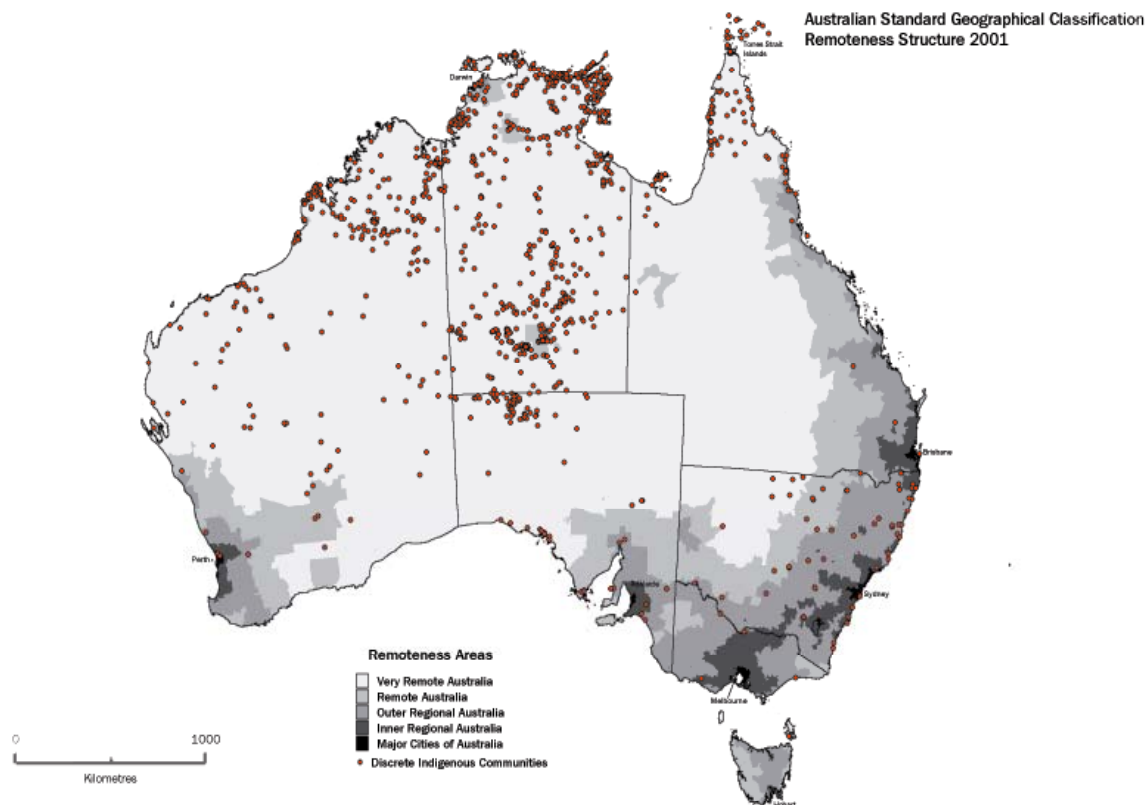 Australian Standard Geographical Classification
Remoteness Structure 2001
Torres Strait
Islands
Darwin
Brisbane
Perth
Adelaide
Sydney
Melbourne
Hobart
Remoteness Areas
Very Remote Australia
Remote Australia
Outer Regional Australia
Inner Regional Australia
Major Cities of Australia
Discrete Indigenous Communities
0
1000
Kilometres